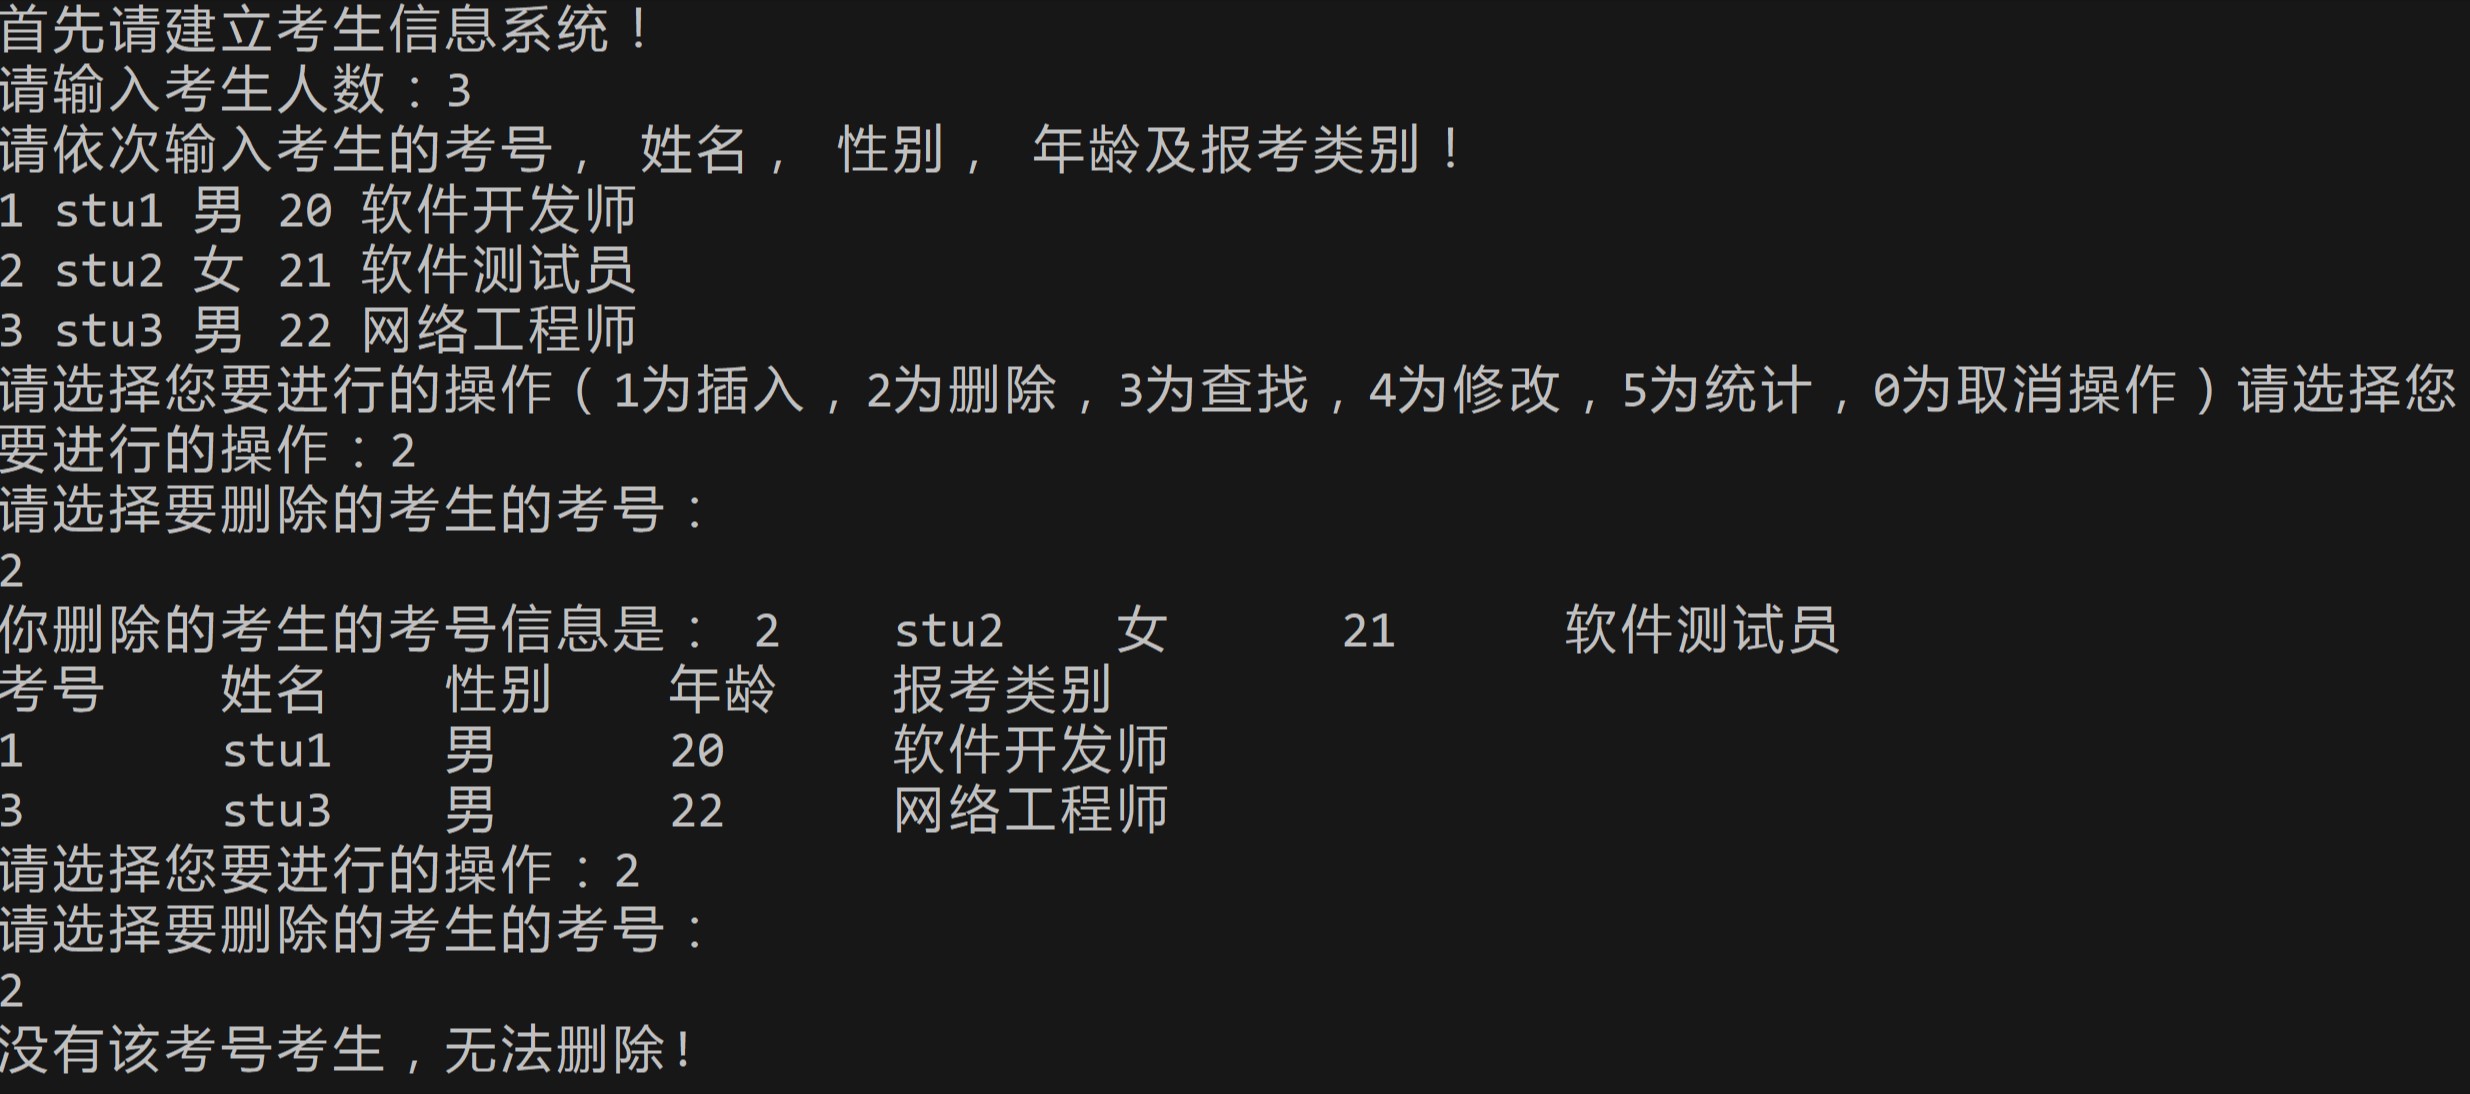 首先请建立考生信息系统！
请输入考生人数：3
请依次输入考生的考号， 姓名， 性别， 年龄及报考类别！
1 stu1 男 20 软件开发师
2 stu2 女 21 软件测试员
3 stu3 男 22 网络工程师
请选择您要进行的操作（1为插入，2为删除，3为查找，4为修改，5为统计，0为取消操作）请选择您
要进行的操作：2
请选择要删除的考生的考号：
2
你删除的考生的考号信息是： 2 stu2 女 21 软件测试员
考号 姓名 性别 年龄 报考类别
1 stu1 男 20 软件开发师
3 stu3 男 22 网络工程师
请选择您要进行的操作：2
请选择要删除的考生的考号：
2
没有该考号考生，无法删除!